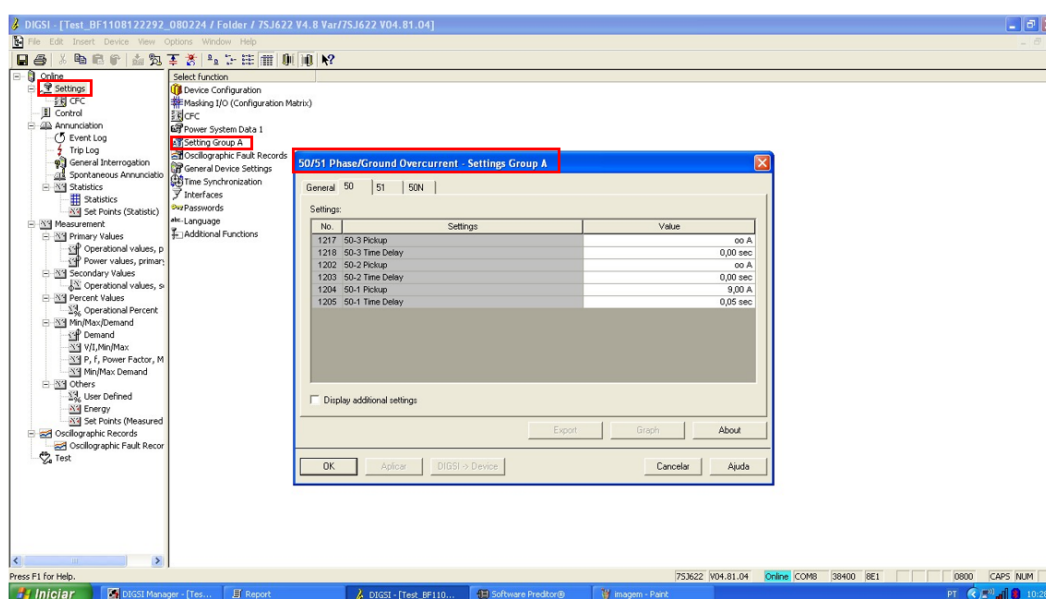 DIGSI - [Test_BF1108122292_080224 / Folder / 7SJ622 V4.8 Var/7SJ622 V04.81.04]
File Edit Insert Device View Options Window Help
Online
Settings
CFC
Control
Annunciation
Event Log
Trip Log
General Interrogation
Spontaneous Annunciatio
Statistics
Statistics
Set Points (Statistic)
Measurement
Primary Values
Operational values, p
Power values, primary
Secondary Values
Operational values, s
Percent Values
Operational Percent
Min/Max/Demand
Demand
V/I,Min/Max
P, f, Power Factor, M
Min/Max Demand
Others
User Defined
Energy
Set Points (Measured
Oscillographic Records
Oscillographic Fault Recor
Test
Select function
Device Configuration
Masking I/O (Configuration Matrix)
CFC
Power System Data 1
Setting Group A
Oscillographic Fault Records
General Device Settings
Time Synchronization
Interfaces
Passwords
Language
Additional Functions
50/51 Phase/Ground Overcurrent - Settings Group A
General 50 51 50N
Settings:
No. Settings Value
1217 50-3 Pickup oo A
1218 50-3 Time Delay 0,00 sec
1202 50-2 Pickup oo A
1203 50-2 Time Delay 0,00 sec
1204 50-1 Pickup 9,00 A
1205 50-1 Time Delay 0,05 sec
Display additional settings
Export Graph About
OK Aplicar DIGSI -> Device Cancelar Ajuda
Press F1 for Help.
7SJ622 V04.81.04 Online COM8 38400 8E1 0800 CAPS NUM
Iniciar DIGSI Manager - [Tes... Report DIGSI - [Test_BF110... Software Preditor® imagem - Paint PT 10:28